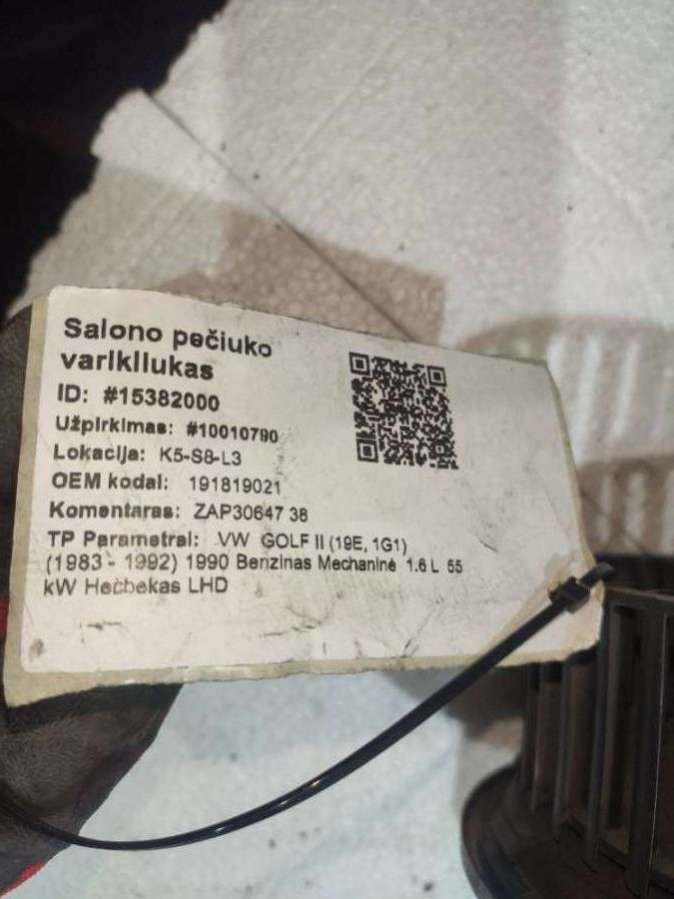 Salono pečiuko
varikliukas
ID: #15382000
Užpirkimas: #10010790
Lokacija: K5-S8-L3
OEM kodai: 191819021
Komentaras: ZAP30647 38
TP Parametrai: VW GOLF II (19E, 1G1)
(1983 - 1992) 1990 Benzinas Mechaninė 1.6 L 55
kW Hečbekas LHD